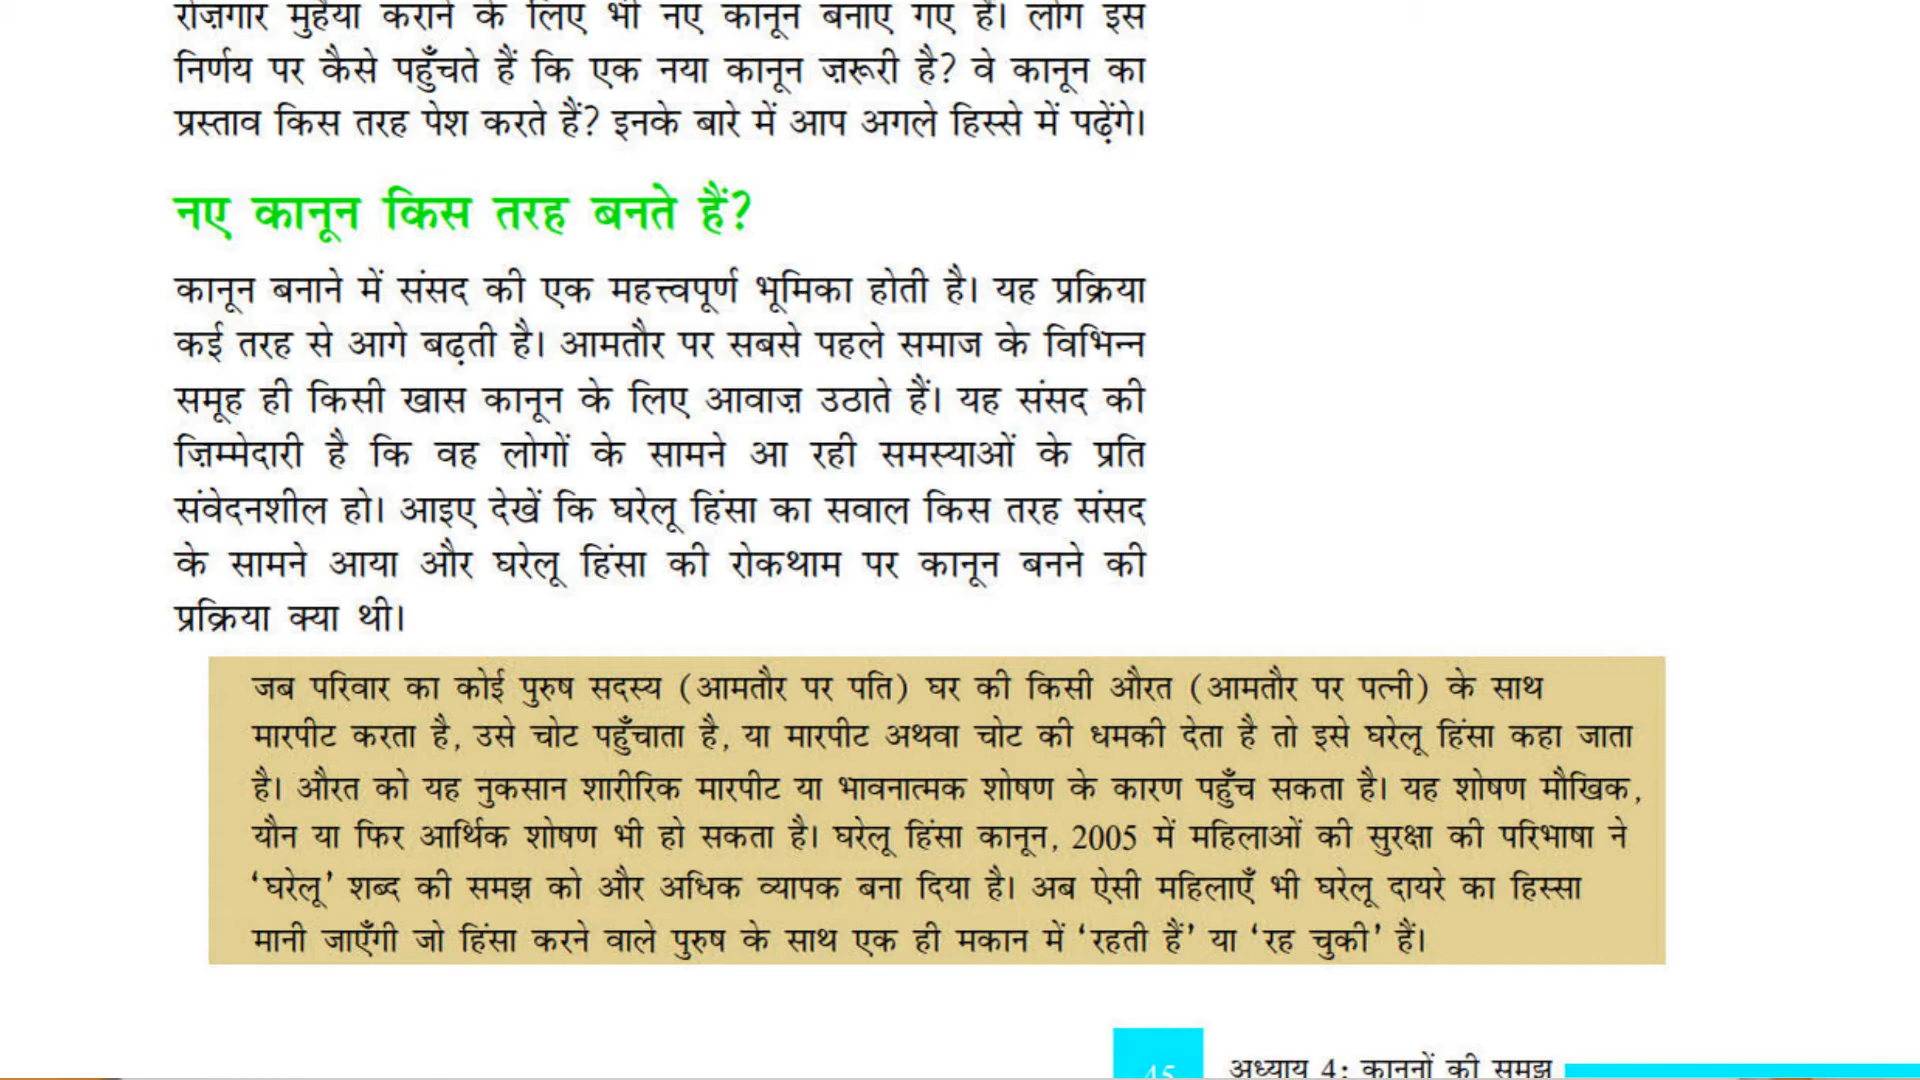 रोज़गार मुहैया कराने के लिए भी नए कानून बनाए गए हैं। लोग इस
निर्णय पर कैसे पहुँचते हैं कि एक नया कानून ज़रूरी है? वे कानून का
प्रस्ताव किस तरह पेश करते हैं? इनके बारे में आप अगले हिस्से में पढ़ेंगे।
नए कानून किस तरह बनते हैं?
कानून बनाने में संसद की एक महत्त्वपूर्ण भूमिका होती है। यह प्रक्रिया
कई तरह से आगे बढ़ती है। आमतौर पर सबसे पहले समाज के विभिन्न
समूह ही किसी खास कानून के लिए आवाज़ उठाते हैं। यह संसद की
ज़िम्मेदारी है कि वह लोगों के सामने आ रही समस्याओं के प्रति
संवेदनशील हो। आइए देखें कि घरेलू हिंसा का सवाल किस तरह संसद
के सामने आया और घरेलू हिंसा की रोकथाम पर कानून बनने की
प्रक्रिया क्या थी।
जब परिवार का कोई पुरुष सदस्य (आमतौर पर पति) घर की किसी औरत (आमतौर पर पत्नी) के साथ
मारपीट करता है, उसे चोट पहुँचाता है, या मारपीट अथवा चोट की धमकी देता है तो इसे घरेलू हिंसा कहा जाता
है। औरत को यह नुकसान शारीरिक मारपीट या भावनात्मक शोषण के कारण पहुँच सकता है। यह शोषण मौखिक,
यौन या फिर आर्थिक शोषण भी हो सकता है। घरेलू हिंसा कानून, 2005 में महिलाओं की सुरक्षा की परिभाषा ने
‘घरेलू’ शब्द की समझ को और अधिक व्यापक बना दिया है। अब ऐसी महिलाएँ भी घरेलू दायरे का हिस्सा
मानी जाएँगी जो हिंसा करने वाले पुरुष के साथ एक ही मकान में ‘रहती हैं’ या ‘रह चुकी’ हैं।
45 अध्याय 4: कानूनों की समझ